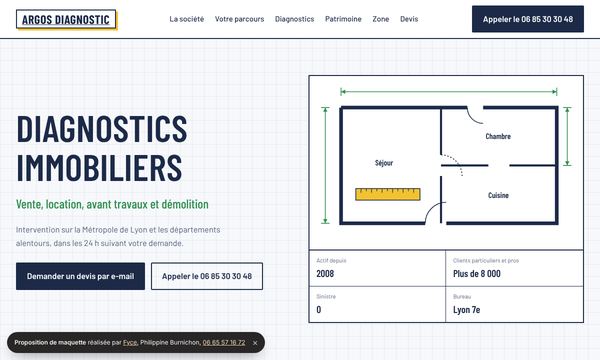 ARGOS DIAGNOSTIC
La société
Votre parcours
Diagnostics
Patrimoine
Zone
Devis
Appeler le 06 85 30 30 48
DIAGNOSTICS
IMMOBILIERS
Vente, location, avant travaux et démolition
Intervention sur la Métropole de Lyon et les départements
alentours, dans les 24 h suivant votre demande.
Demander un devis par e-mail
Appeler le 06 85 30 30 48
Séjour
Chambre
Cuisine
Actif depuis
2008
Clients particuliers et pros
Plus de 8 000
Sinistre
0
Bureau
Lyon 7e
Proposition de maquette réalisée par Fyce, Philippine Burnichon, 06 65 57 16 72 ×